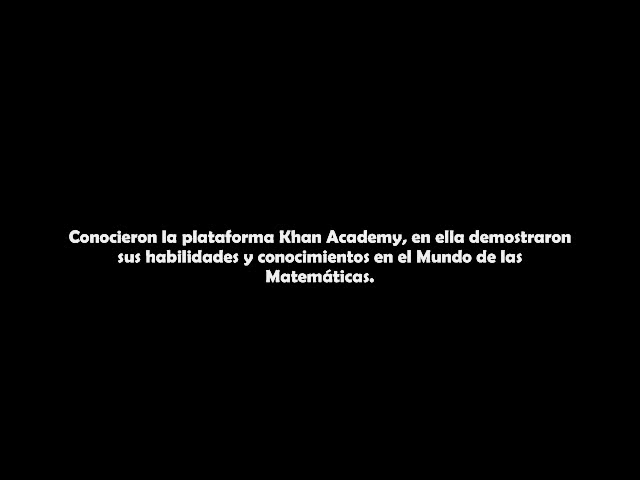 Conocieron la plataforma Khan Academy, en ella demostraron
sus habilidades y conocimientos en el Mundo de las
Matemáticas.